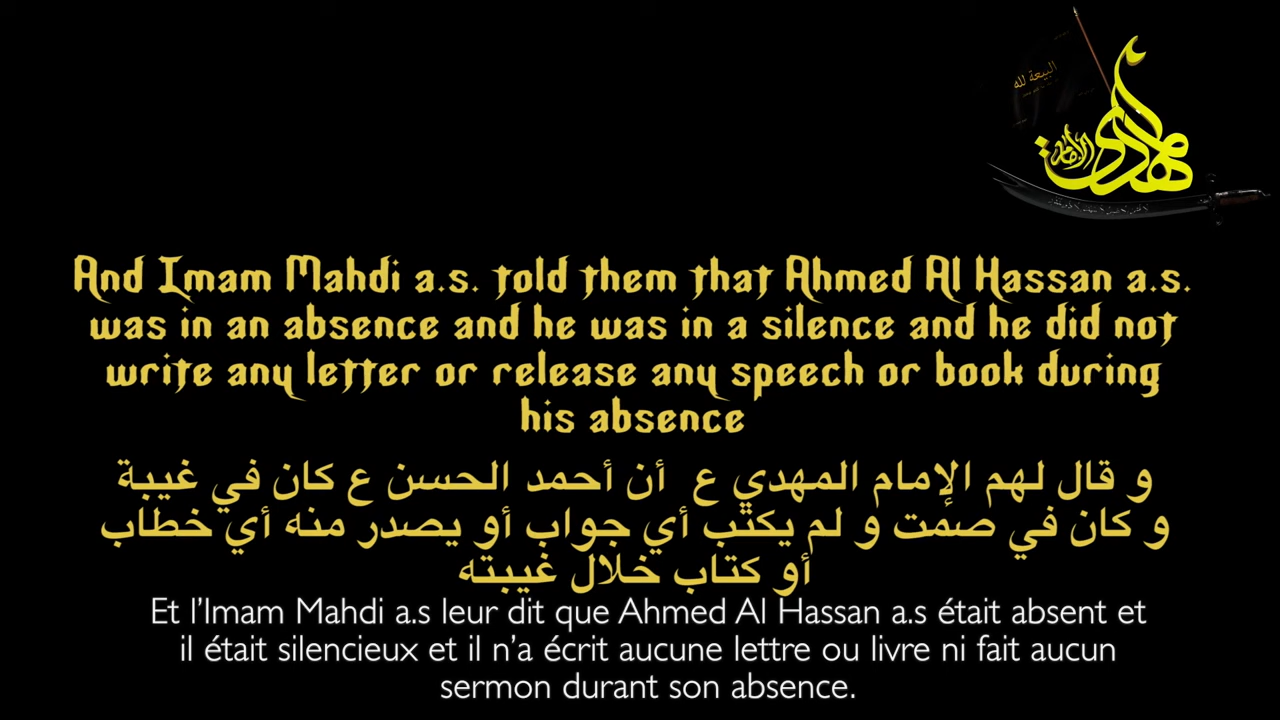 البيعة لله
الإمام
المهدي
And Imam Mahdi a.s. told them that Ahmed Al Hassan a.s.
was in an absence and he was in a silence and he did not
write any letter or release any speech or book during
his absence
و قال لهم الإمام المهدي ع أن أحمد الحسن ع كان في غيبة
و كان في صمت و لم يكتب أي جواب أو يصدر منه أي خطاب
أو كتاب خلال غيبته
Et l’Imam Mahdi a.s leur dit que Ahmed Al Hassan a.s était absent et
il était silencieux et il n’a écrit aucune lettre ou livre ni fait aucun
sermon durant son absence.